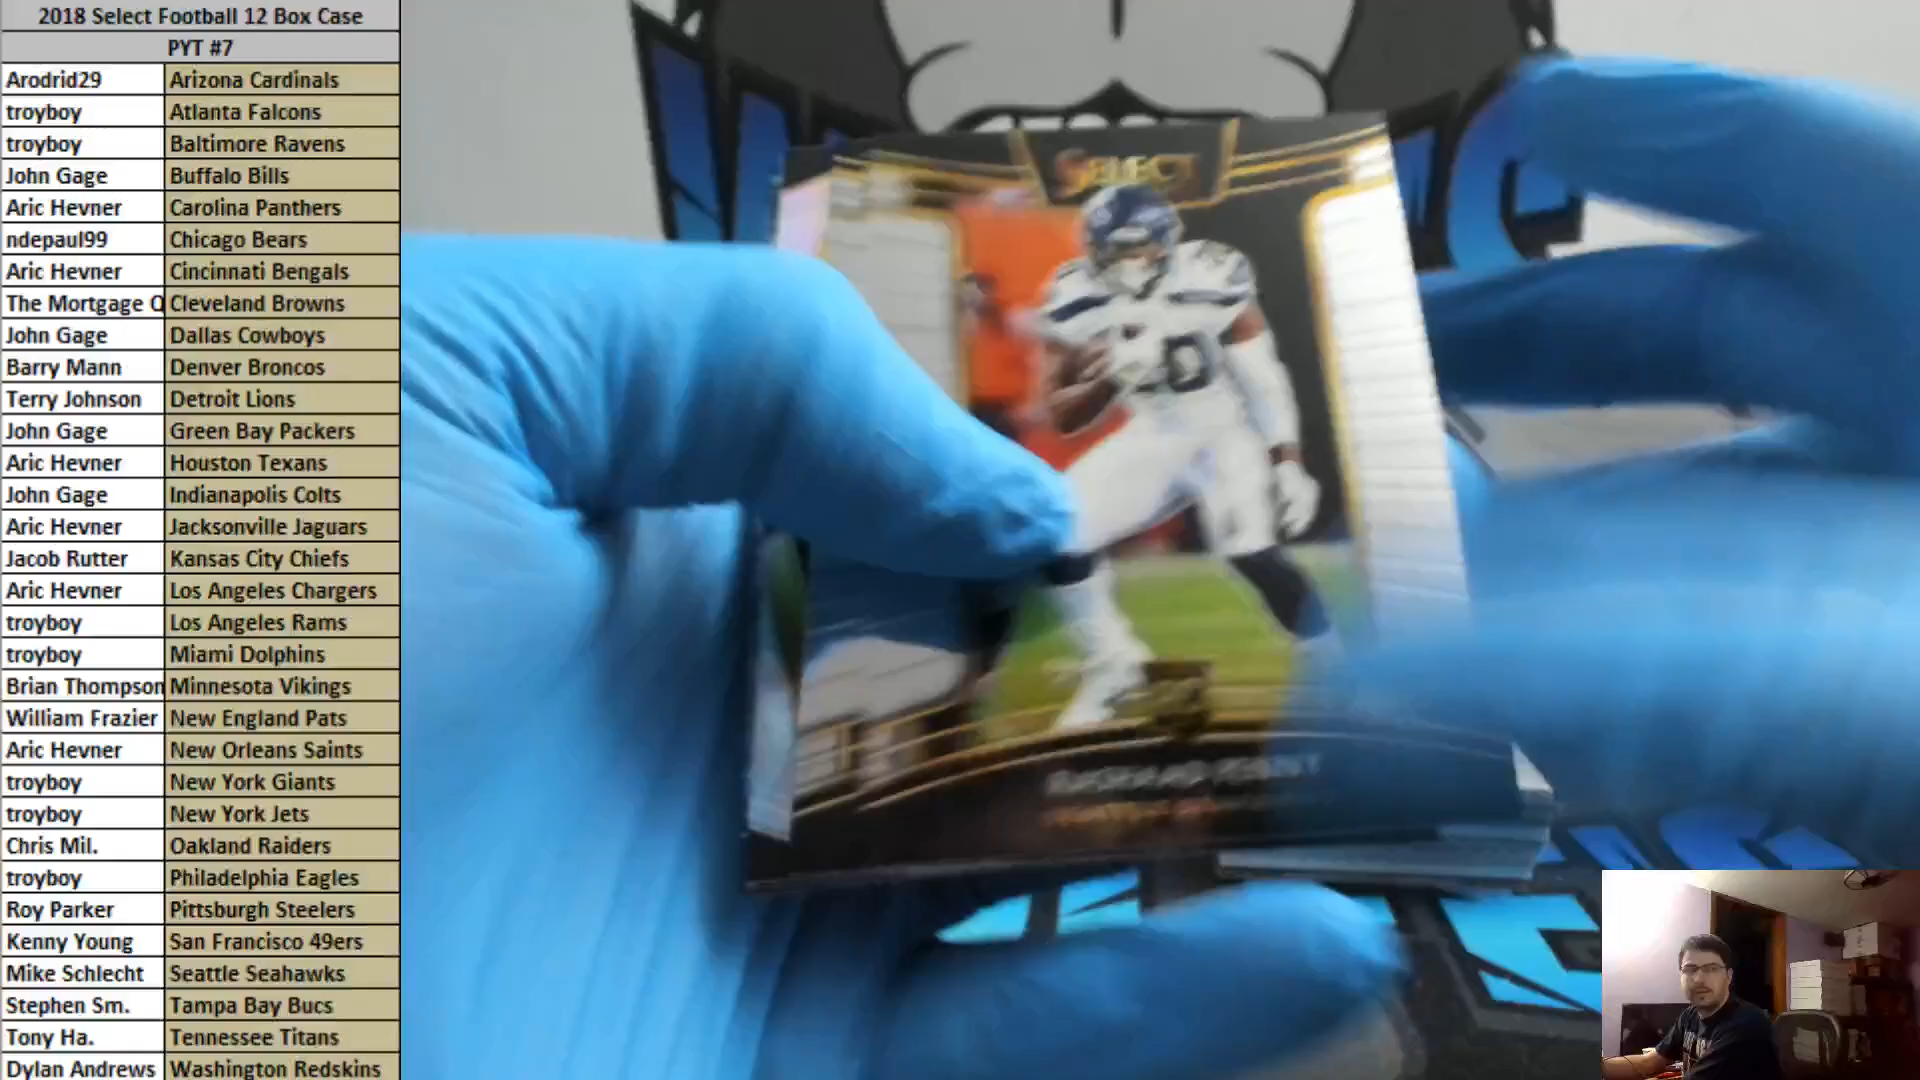 2018 Select Football 12 Box Case
PYT #7
Arodrid29 Arizona Cardinals
troyboy Atlanta Falcons
troyboy Baltimore Ravens
John Gage Buffalo Bills
Aric Hevner Carolina Panthers
ndepaul99 Chicago Bears
Aric Hevner Cincinnati Bengals
The Mortgage Q Cleveland Browns
John Gage Dallas Cowboys
Barry Mann Denver Broncos
Terry Johnson Detroit Lions
John Gage Green Bay Packers
Aric Hevner Houston Texans
John Gage Indianapolis Colts
Aric Hevner Jacksonville Jaguars
Jacob Rutter Kansas City Chiefs
Aric Hevner Los Angeles Chargers
troyboy Los Angeles Rams
troyboy Miami Dolphins
Brian Thompson Minnesota Vikings
William Frazier New England Pats
Aric Hevner New Orleans Saints
troyboy New York Giants
troyboy New York Jets
Chris Mil. Oakland Raiders
troyboy Philadelphia Eagles
Roy Parker Pittsburgh Steelers
Kenny Young San Francisco 49ers
Mike Schlecht Seattle Seahawks
Stephen Sm. Tampa Bay Bucs
Tony Ha. Tennessee Titans
Dylan Andrews Washington Redskins
SELECT
RASHAAD PENNY